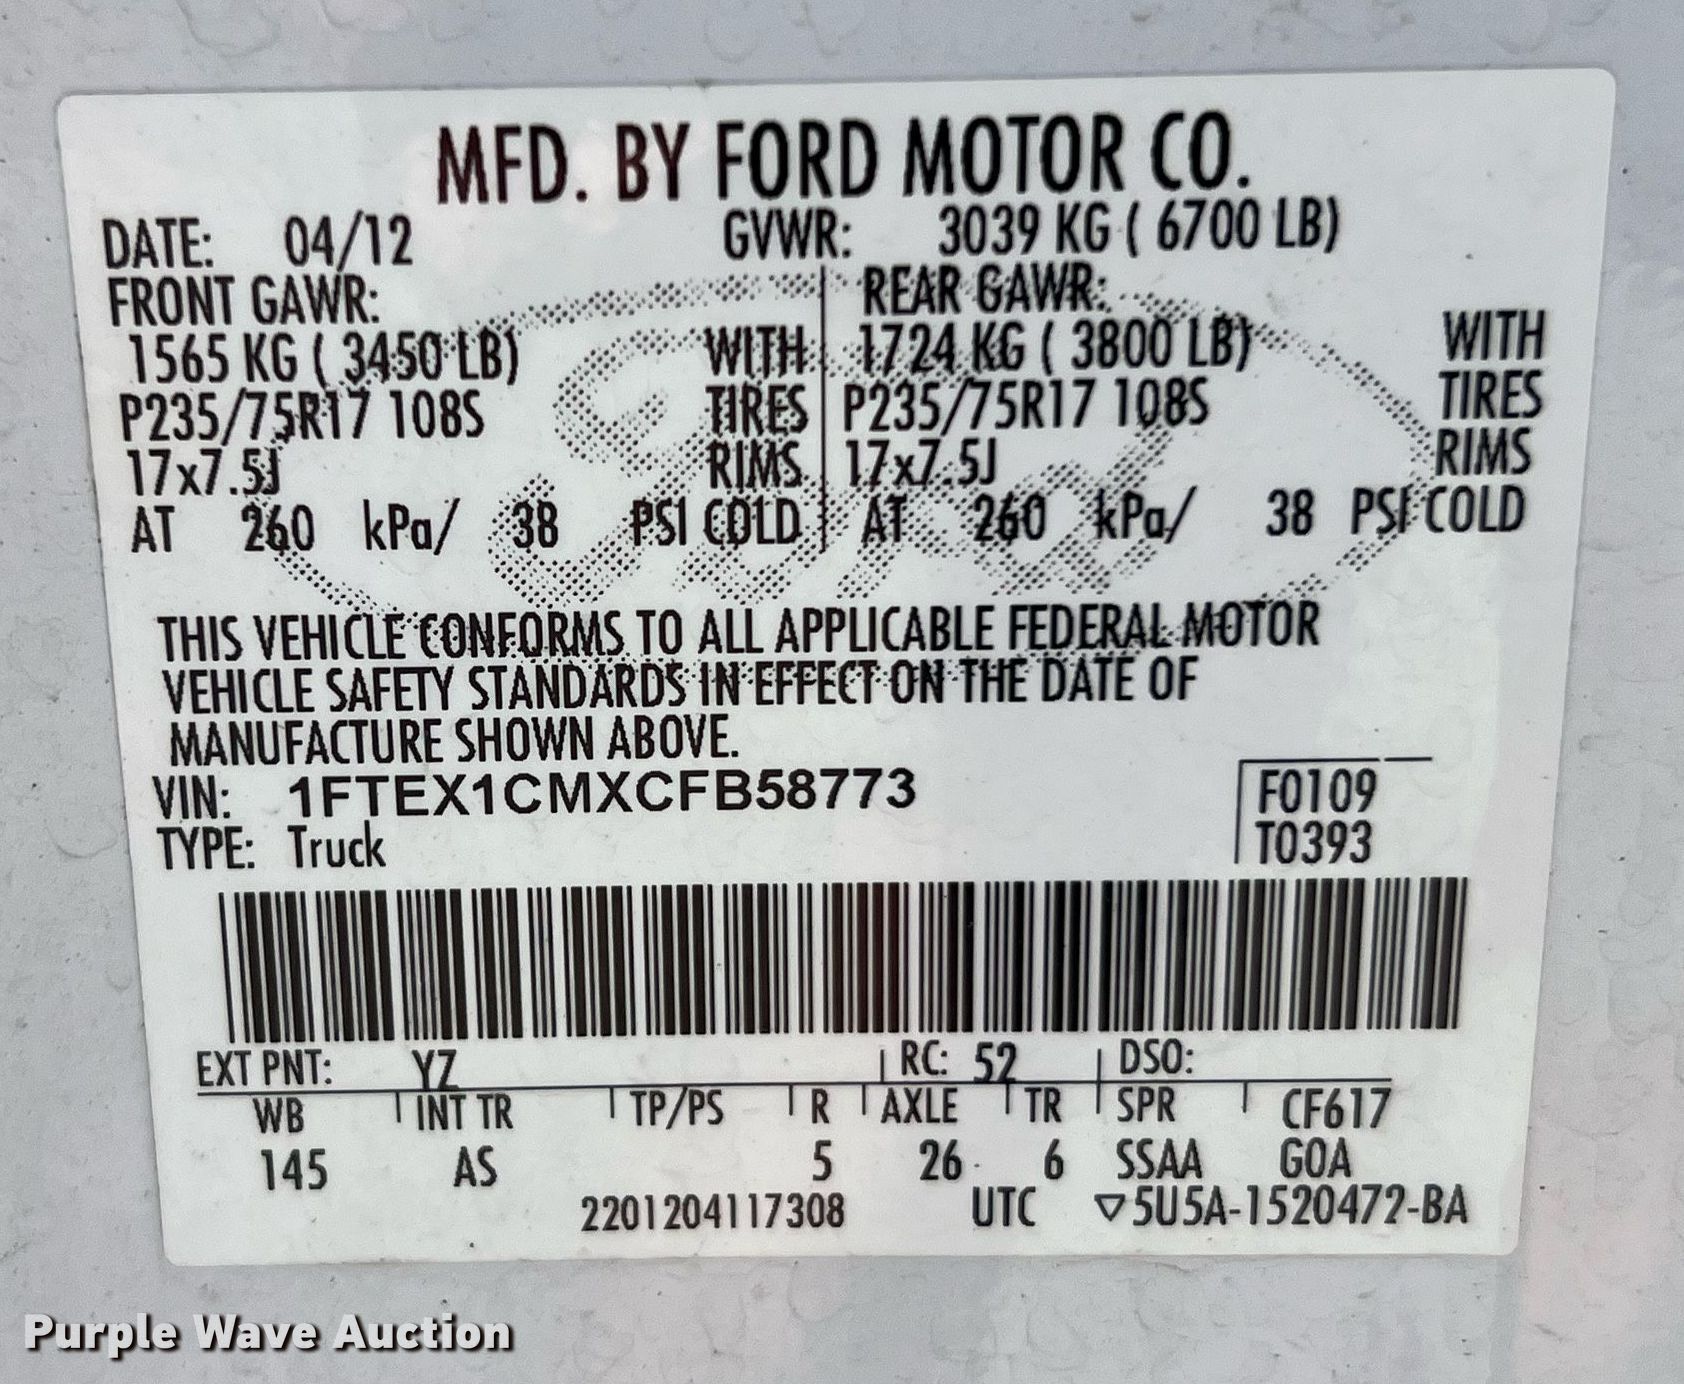 MFD. BY FORD MOTOR CO.
DATE: 04/12 GVWR: 3039 KG ( 6700 LB)
FRONT GAWR: REAR GAWR:
1565 KG ( 3450 LB) WITH 1724 KG ( 3800 LB) WITH
P235/75R17 108S TIRES P235/75R17 108S TIRES
17x7.5J RIMS 17x7.5J RIMS
AT 260 kPa/ 38 PSI COLD AT 260 kPa/ 38 PSI COLD
Ford
THIS VEHICLE CONFORMS TO ALL APPLICABLE FEDERAL MOTOR
VEHICLE SAFETY STANDARDS IN EFFECT ON THE DATE OF
MANUFACTURE SHOWN ABOVE.
VIN: 1FTEX1CMXCFB58773 F0109
TYPE: Truck T0393
EXT PNT: YZ RC: 52 DSO:
WB INT TR TP/PS R AXLE TR SPR CF617
145 AS 5 26 6 SSAA GOA
2201204117308 UTC ▽5U5A-1520472-BA
Purple Wave Auction